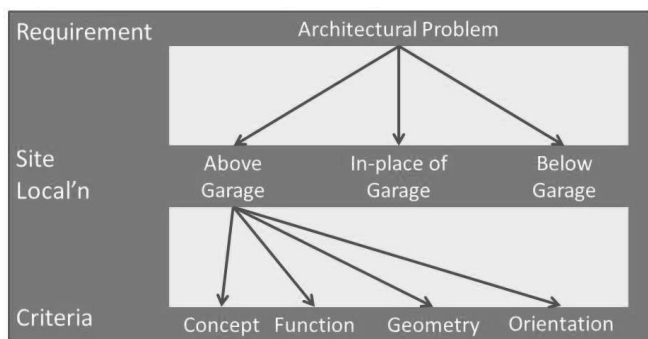 Requirement Architectural Problem
Site Above In-place of Below
Local'n Garage Garage Garage
Criteria Concept Function Geometry Orientation